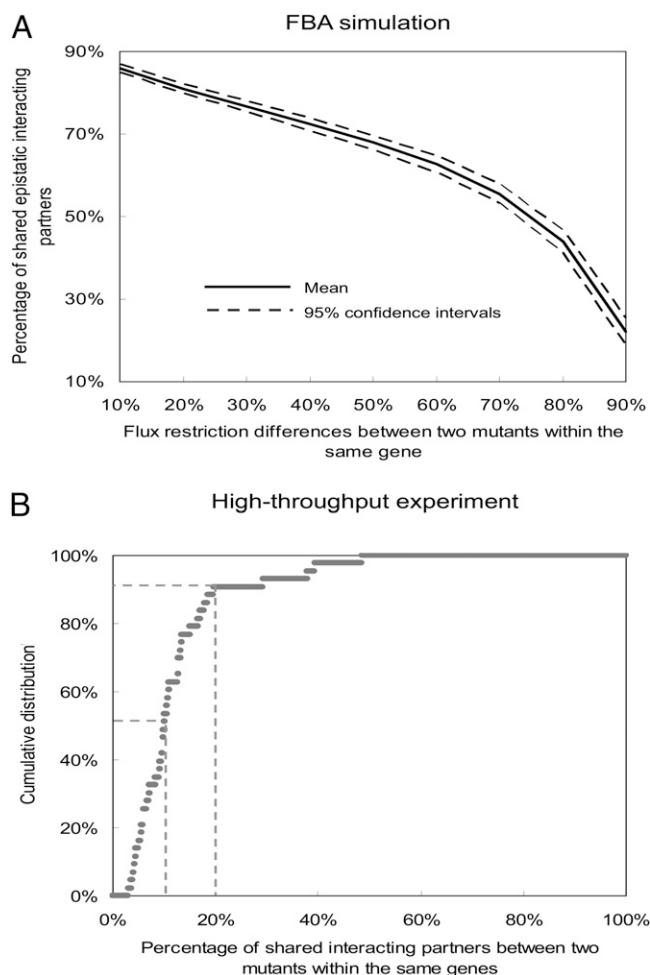 A
FBA simulation
90%
70%
50%
30%
10%
Percentage of shared epistatic interacting
partners
Mean
95% confidence intervals
10% 20% 30% 40% 50% 60% 70% 80% 90%
Flux restriction differences between two mutants within the
same gene
B
High-throughput experiment
100%
80%
60%
40%
20%
0%
Cumulative distribution
0% 20% 40% 60% 80% 100%
Percentage of shared interacting partners between two
mutants within the same genes